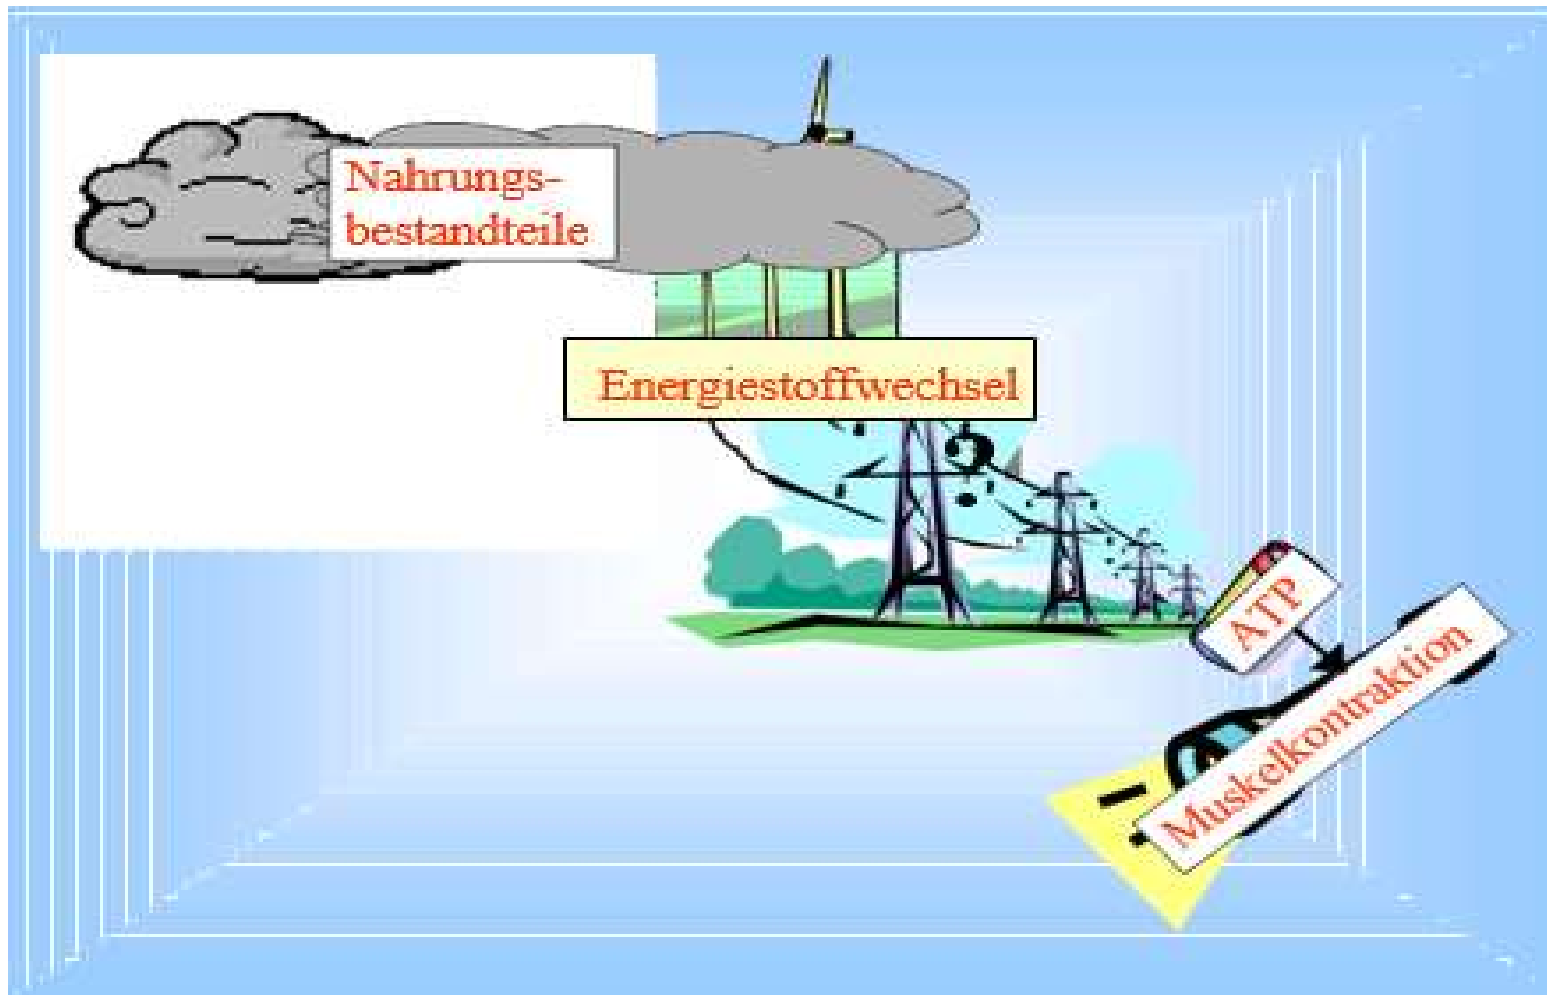 Nahrungs-
bestandteile
Energiestoffwechsel
ATP
Muskelkontraktion